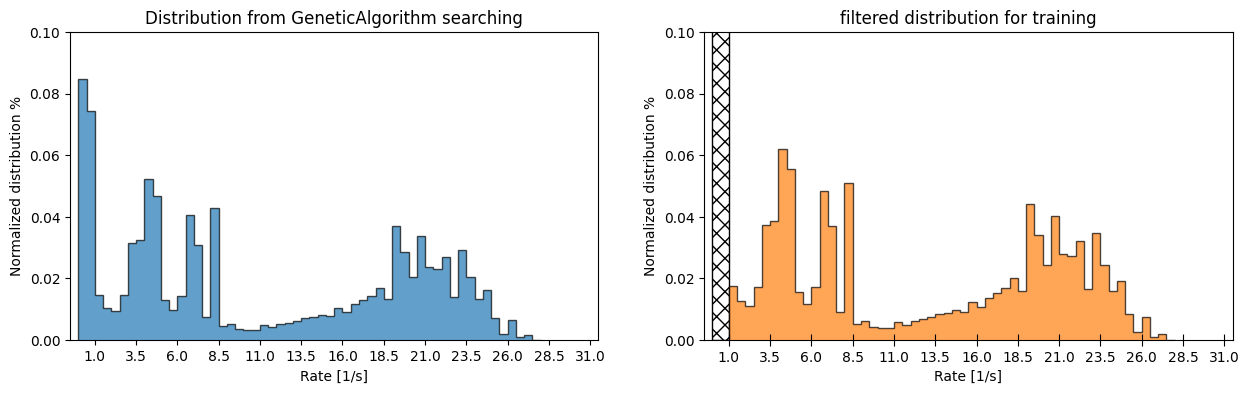 Distribution from GeneticAlgorithm searching
Normalized distribution %
0.10
0.08
0.06
0.04
0.02
0.00
1.0 3.5 6.0 8.5 11.0 13.5 16.0 18.5 21.0 23.5 26.0 28.5 31.0
Rate [1/s]
filtered distribution for training
Normalized distribution %
0.10
0.08
0.06
0.04
0.02
0.00
1.0 3.5 6.0 8.5 11.0 13.5 16.0 18.5 21.0 23.5 26.0 28.5 31.0
Rate [1/s]